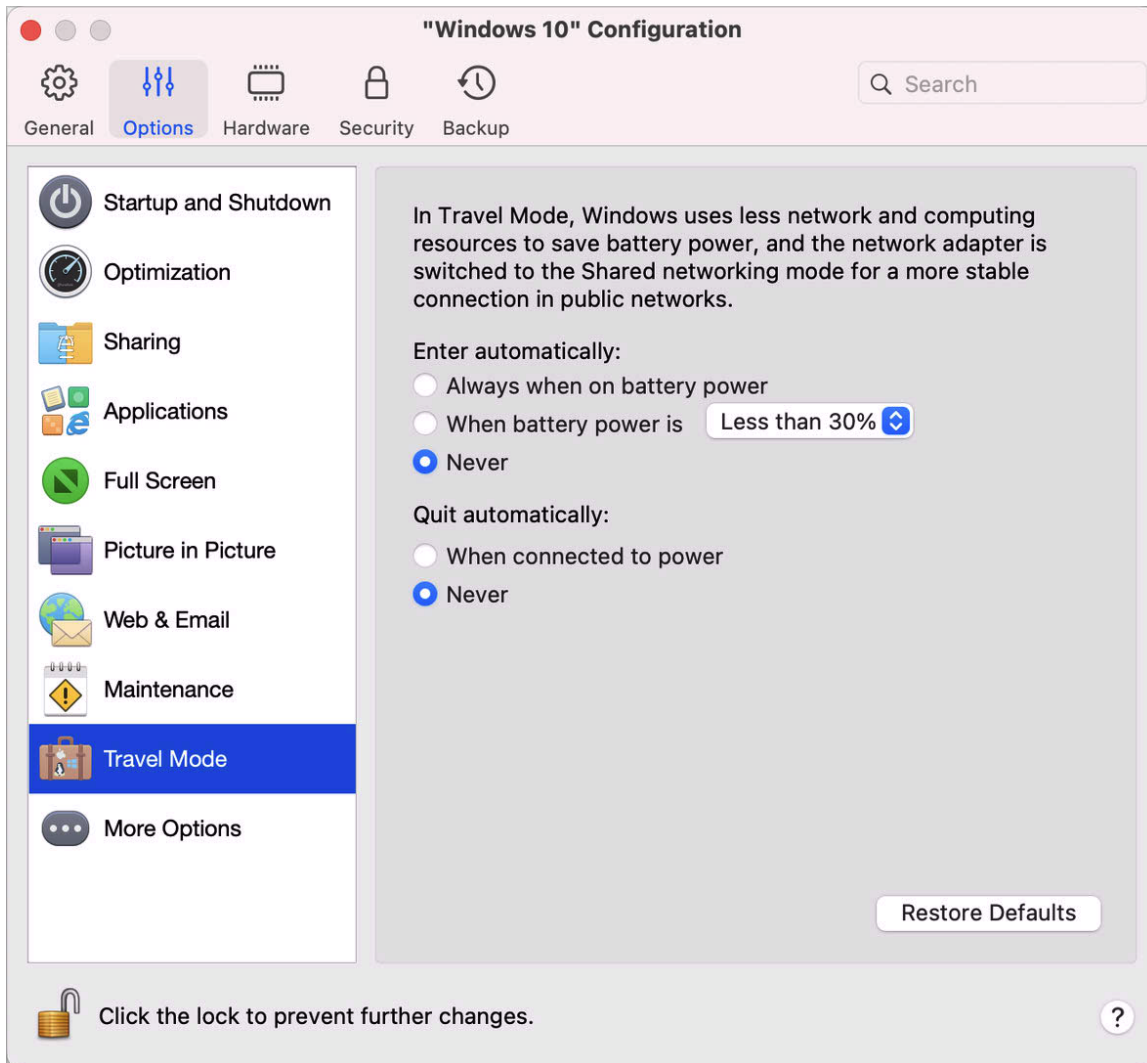 "Windows 10" Configuration
General
Options
Hardware
Security
Backup
Search
Startup and Shutdown
Optimization
Sharing
Applications
Full Screen
Picture in Picture
Web & Email
Maintenance
Travel Mode
More Options
In Travel Mode, Windows uses less network and computing
resources to save battery power, and the network adapter is
switched to the Shared networking mode for a more stable
connection in public networks.
Enter automatically:
Always when on battery power
When battery power is Less than 30%
Never
Quit automatically:
When connected to power
Never
Restore Defaults
Click the lock to prevent further changes.
?